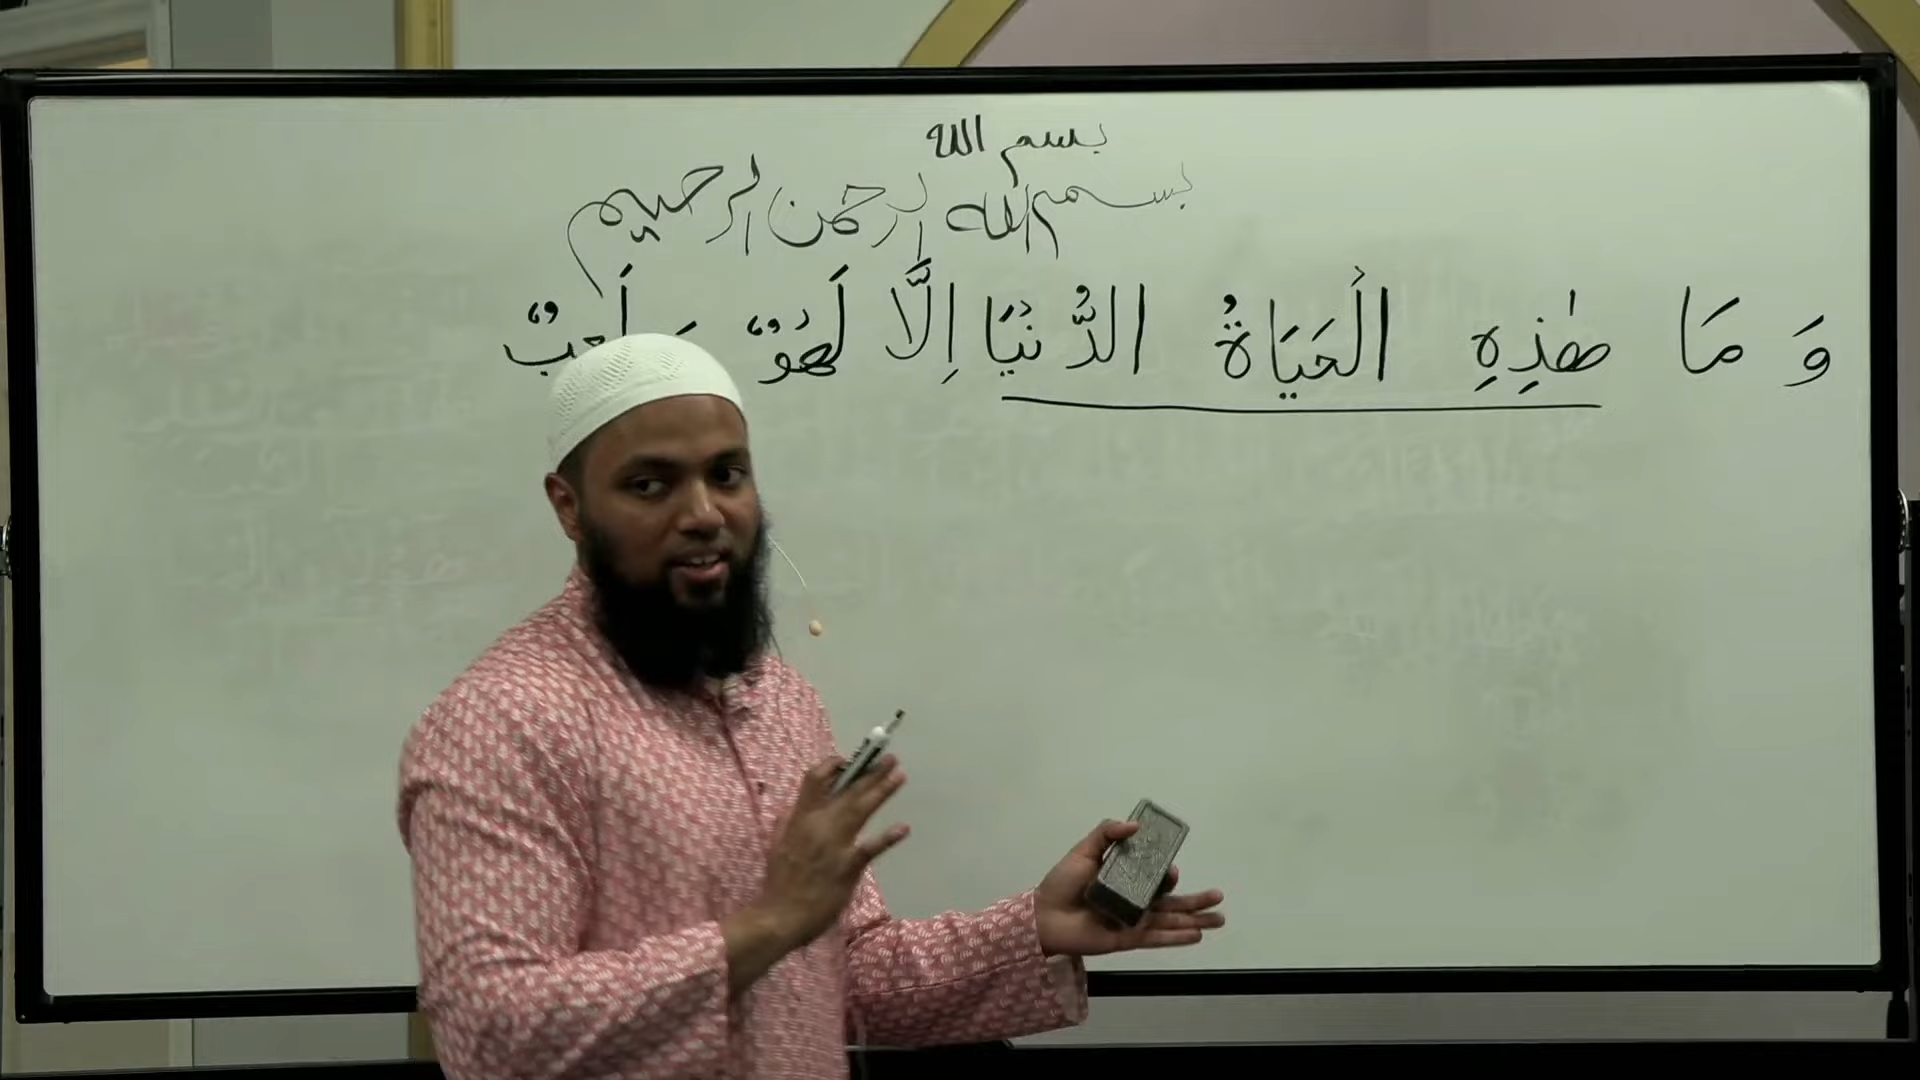 بسم الله
بسم الله الرحمن الرحيم
وَ مَا هٰذِهِ الْحَيَاةُ الدُّنْيَا اِلَّا لَهْوٌ وَ لَعِبٌ